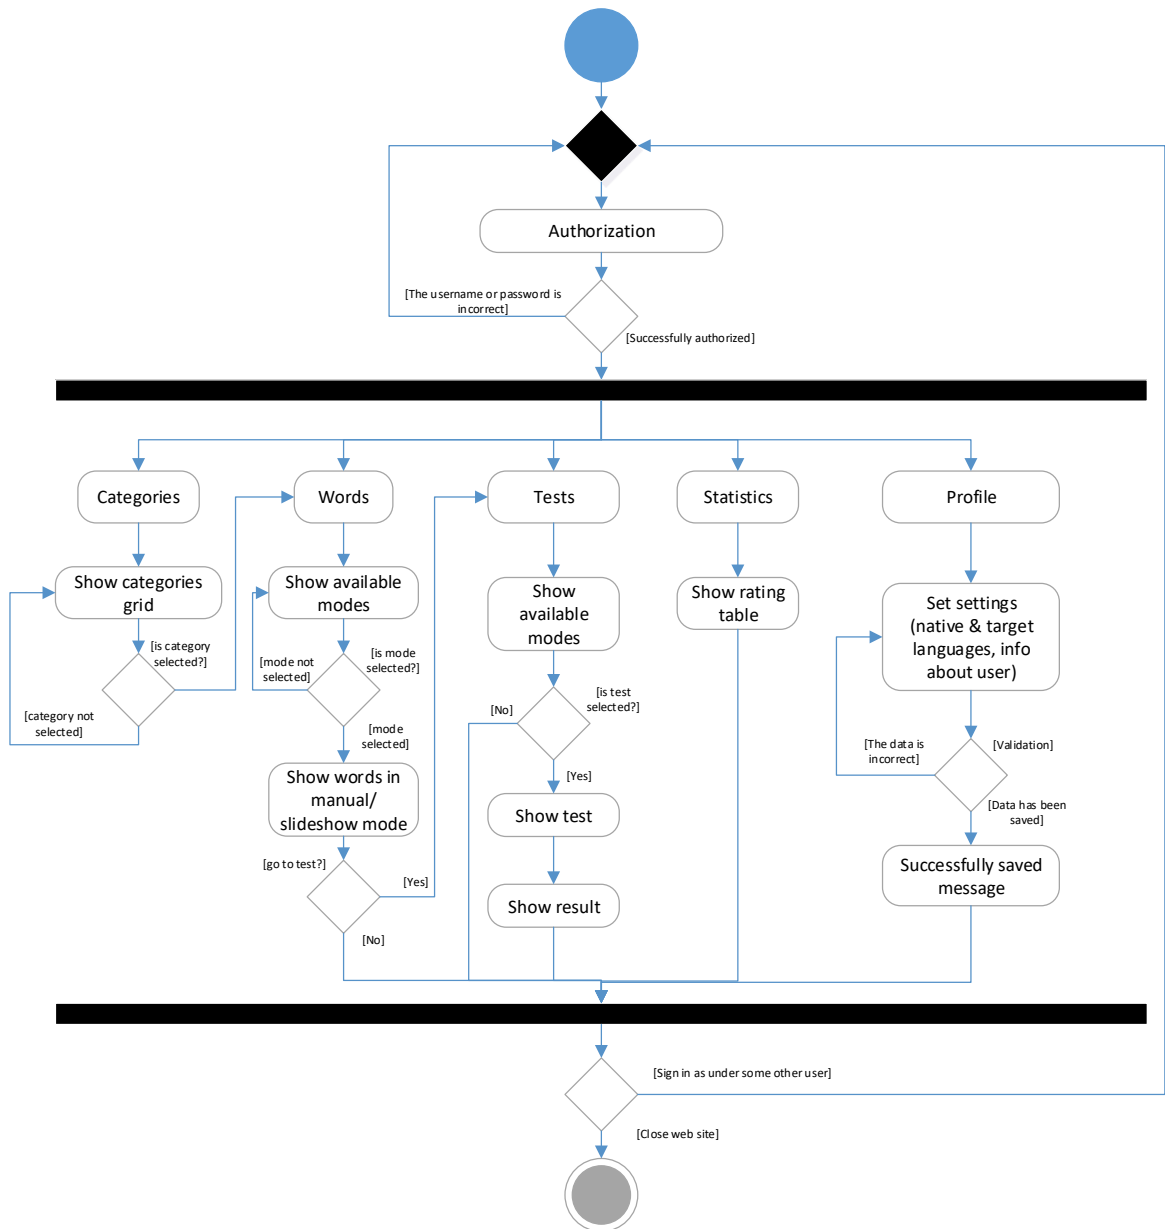 Authorization
[The username or password is
incorrect]
[Successfully authorized]
Categories
Words
Tests
Statistics
Profile
Show categories
grid
Show available
modes
Show
available
modes
Show rating
table
Set settings
(native & target
languages, info
about user)
[is category
selected?]
[mode not
selected]
[is mode
selected?]
[is test
selected?]
[category not
selected]
[No]
[mode
selected]
[The data is
incorrect]
[Validation]
Show words in
manual/
slideshow mode
[Yes]
Show test
[Data has been
saved]
[go to test?]
[Yes]
Successfully saved
message
Show result
[No]
[Sign in as under some other user]
[Close web site]